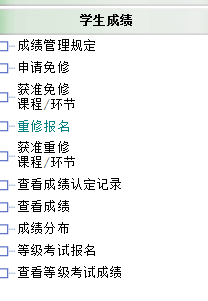 学生成绩
成绩管理规定
申请免修
获准免修
课程/环节
重修报名
获准重修
课程/环节
查看成绩认定记录
查看成绩
成绩分布
等级考试报名
查看等级考试成绩